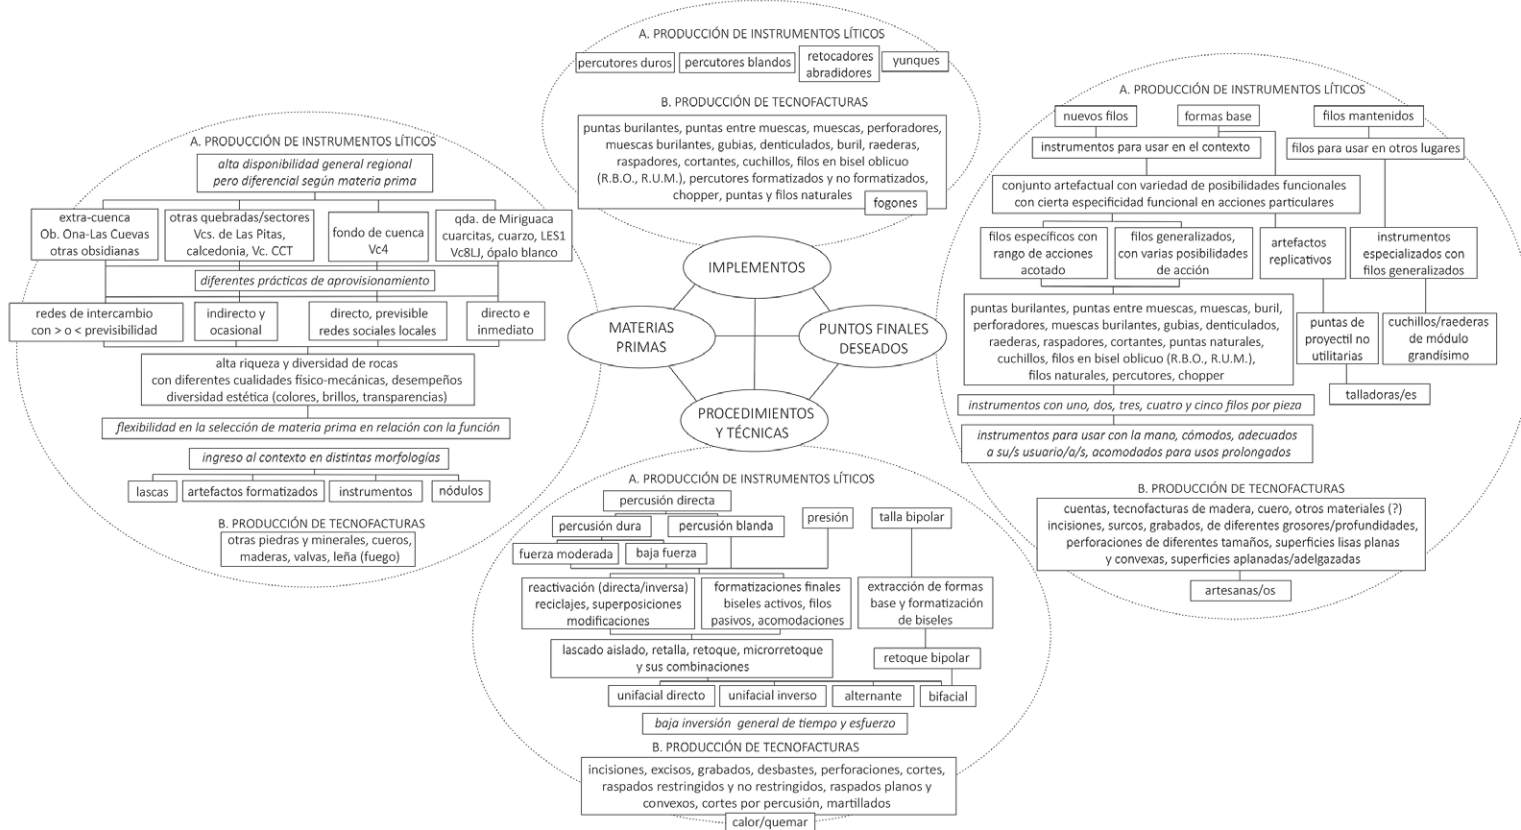 A. PRODUCCIÓN DE INSTRUMENTOS LÍTICOS
percutores duros
percutores blandos
retocadores
abradidores
yunques
B. PRODUCCIÓN DE TECNOFACTURAS
puntas burilantes, puntas entre muescas, muescas, perforadores,
muescas burilantes, gubias, denticulados, buril, raederas,
raspadores, cortantes, cuchillos, filos en bisel oblicuo
(R.B.O., R.U.M.), percutores formatizados y no formatizados,
chopper, puntas y filos naturales
fogones
A. PRODUCCIÓN DE INSTRUMENTOS LÍTICOS
alta disponibilidad general regional
pero diferencial según materia prima
extra-cuenca
Ob. Ona-Las Cuevas
otras obsidianas
otras quebradas/sectores
Vcs. de Las Pitas,
calcedonia, Vc. CCT
fondo de cuenca
Vc4
qda. de Miriguaca
cuarcitas, cuarzo, LES1
Vc8LJ, ópalo blanco
diferentes prácticas de aprovisionamiento
redes de intercambio
con > o < previsibilidad
indirecto y
ocasional
directo, previsible
redes sociales locales
directo e
inmediato
alta riqueza y diversidad de rocas
con diferentes cualidades físico-mecánicas, desempeños
diversidad estética (colores, brillos, transparencias)
flexibilidad en la selección de materia prima en relación con la función
ingreso al contexto en distintas morfologías
lascas
artefactos formatizados
instrumentos
nódulos
B. PRODUCCIÓN DE TECNOFACTURAS
otras piedras y minerales, cueros,
maderas, valvas, leña (fuego)
IMPLEMENTOS
MATERIAS
PRIMAS
PUNTOS FINALES
DESEADOS
PROCEDIMIENTOS
Y TÉCNICAS
A. PRODUCCIÓN DE INSTRUMENTOS LÍTICOS
nuevos filos
formas base
filos mantenidos
instrumentos para usar en el contexto
filos para usar en otros lugares
conjunto artefactual con variedad de posibilidades funcionales
con cierta especificidad funcional en acciones particulares
filos específicos con
rango de acciones
acotado
filos generalizados,
con varias posibilidades
de acción
artefactos
replicativos
instrumentos
especializados con
filos generalizados
puntas burilantes, puntas entre muescas, muescas, buril,
perforadores, muescas burilantes, gubias, denticulados,
raederas, raspadores, cortantes, puntas naturales,
cuchillos, filos en bisel oblicuo (R.B.O., R.U.M.),
filos naturales, percutores, chopper
puntas de
proyectil no
utilitarias
cuchillos/raederas
de módulo
grandísimo
talladoras/es
instrumentos con uno, dos, tres, cuatro y cinco filos por pieza
instrumentos para usar con la mano, cómodos, adecuados
a su/s usuario/a/s, acomodados para usos prolongados
B. PRODUCCIÓN DE TECNOFACTURAS
cuentas, tecnofacturas de madera, cuero, otros materiales (?)
incisiones, surcos, grabados, de diferentes grosores/profundidades,
perforaciones de diferentes tamaños, superficies lisas planas
y convexas, superficies aplanadas/adelgazadas
artesanas/os
A. PRODUCCIÓN DE INSTRUMENTOS LÍTICOS
percusión directa
percusión dura
percusión blanda
presión
talla bipolar
fuerza moderada
baja fuerza
reactivación (directa/inversa)
reciclajes, superposiciones
modificaciones
formatizaciones finales
biseles activos, filos
pasivos, acomodaciones
extracción de formas
base y formatización
de biseles
lascado aislado, retalla, retoque, microrretoque
y sus combinaciones
retoque bipolar
unifacial directo
unifacial inverso
alternante
bifacial
baja inversión general de tiempo y esfuerzo
B. PRODUCCIÓN DE TECNOFACTURAS
incisiones, excisos, grabados, desbastes, perforaciones, cortes,
raspados restringidos y no restringidos, raspados planos y
convexos, cortes por percusión, martillados
calor/quemar